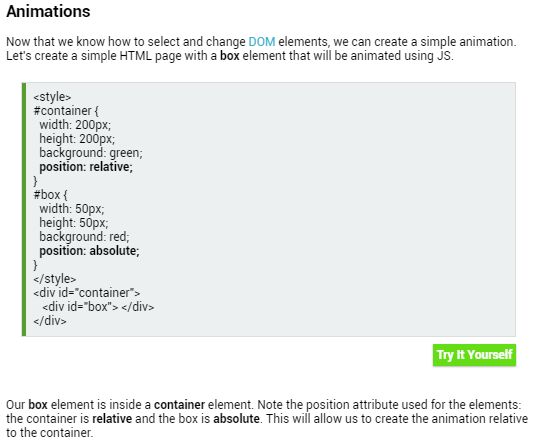 Animations
Now that we know how to select and change DOM elements, we can create a simple animation.
Let's create a simple HTML page with a box element that will be animated using JS.
<style>
#container {
width: 200px;
height: 200px;
background: green;
position: relative;
}
#box {
width: 50px;
height: 50px;
background: red;
position: absolute;
}
</style>
<div id="container">
<div id="box"> </div>
</div>
Try It Yourself
Our box element is inside a container element. Note the position attribute used for the elements:
the container is relative and the box is absolute. This will allow us to create the animation relative
to the container.